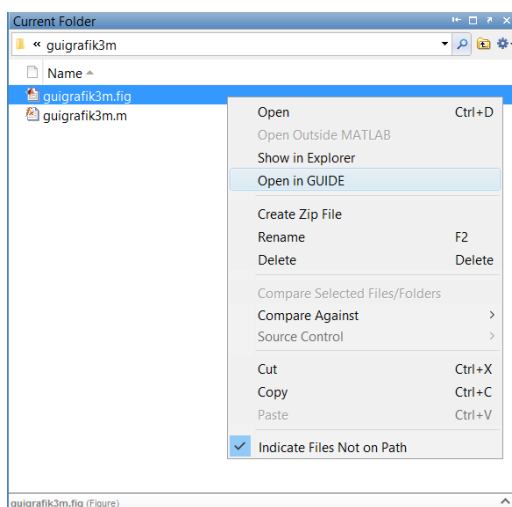 Current Folder
« guigrafik3m
Name
guigrafik3m.fig
guigrafik3m.m
Open Ctrl+D
Open Outside MATLAB
Show in Explorer
Open in GUIDE
Create Zip File
Rename F2
Delete Delete
Compare Selected Files/Folders
Compare Against
Source Control
Cut Ctrl+X
Copy Ctrl+C
Paste Ctrl+V
Indicate Files Not on Path
guigrafik3m.fig (Figure)